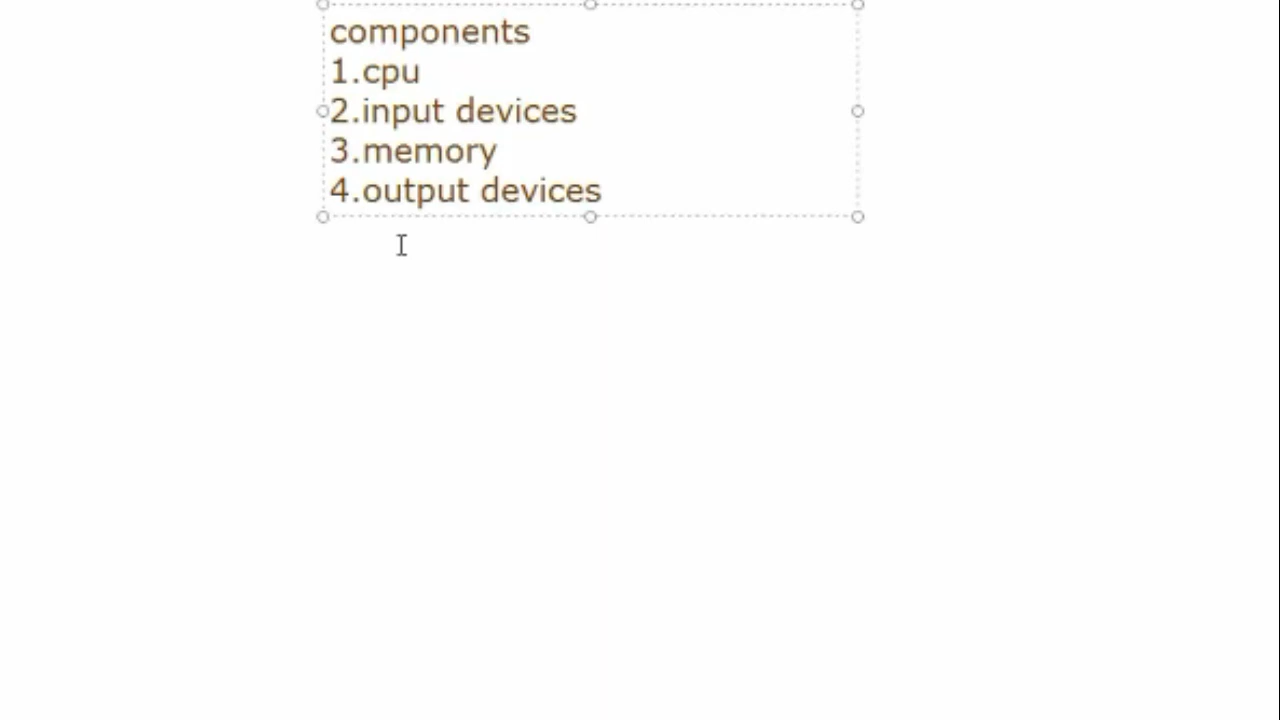 components
1.cpu
2.input devices
3.memory
4.output devices